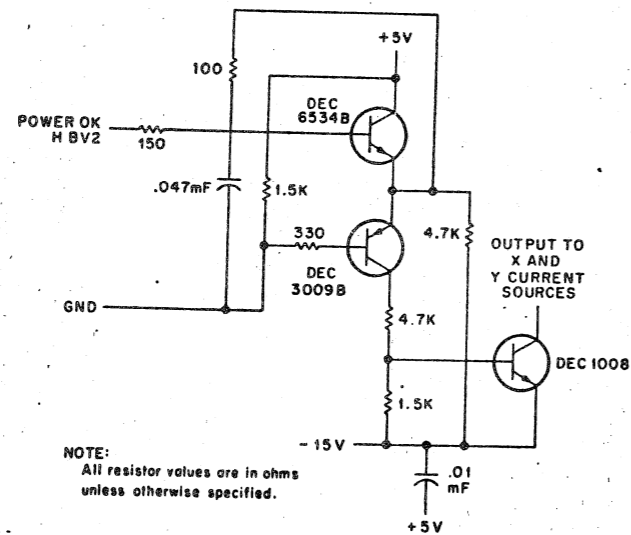 +5V
100
DEC
6534B
POWER OK
H BV2
150
.047mF
1.5K
330
4.7K
OUTPUT TO
X AND
Y CURRENT
SOURCES
DEC
3009B
GND
4.7K
DEC 1008
1.5K
-15V
NOTE:
All resistor values are in ohms
unless otherwise specified.
.01
mF
+5V